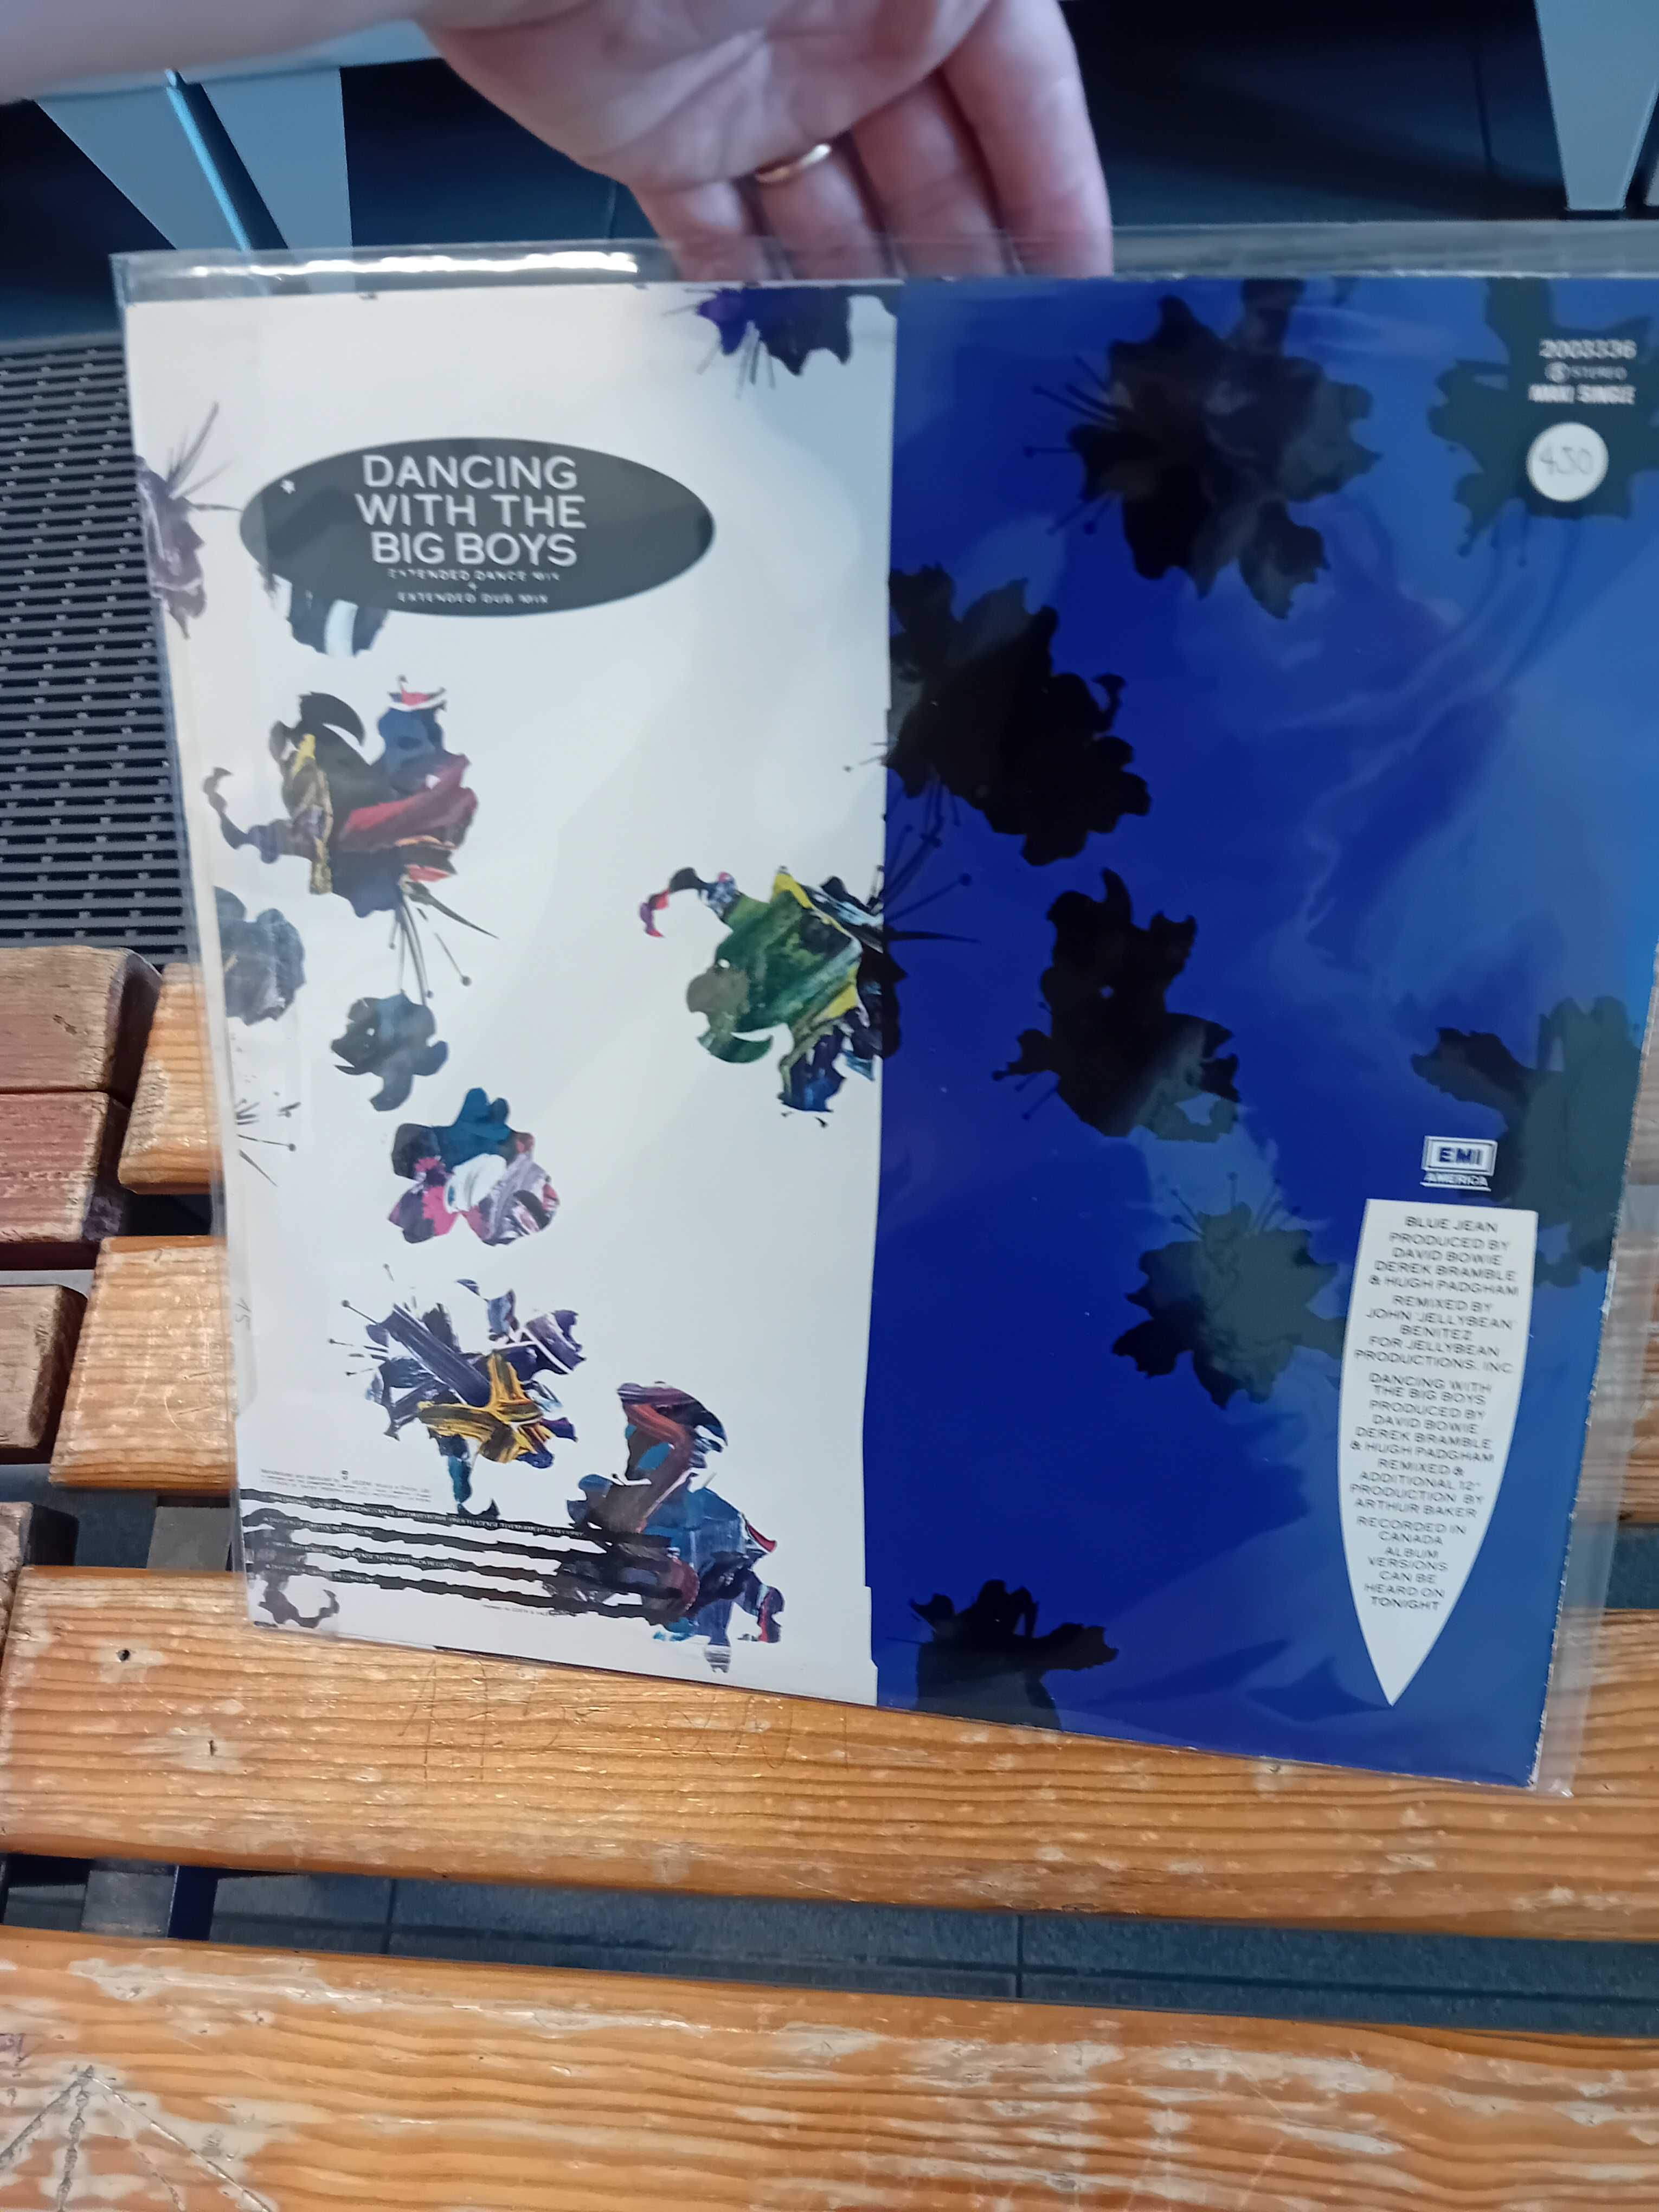 DANCING
WITH THE
BIG BOYS
EXTENDED DANCE MIX
+
EXTENDED DUB MIX
2003336
STEREO
MAXI SINGLE
450
EMI
AMERICA
BLUE JEAN
PRODUCED BY
DAVID BOWIE
DEREK BRAMBLE
& HUGH PADGHAM
REMIXED BY
JOHN 'JELLYBEAN'
BENITEZ
FOR JELLYBEAN
PRODUCTIONS, INC.
DANCING WITH
THE BIG BOYS
PRODUCED BY
DAVID BOWIE
DEREK BRAMBLE
& HUGH PADGHAM
REMIXED &
ADDITIONAL 12"
PRODUCTION BY
ARTHUR BAKER
RECORDED IN
CANADA
ALBUM
VERSIONS
CAN BE
HEARD ON
TONIGHT